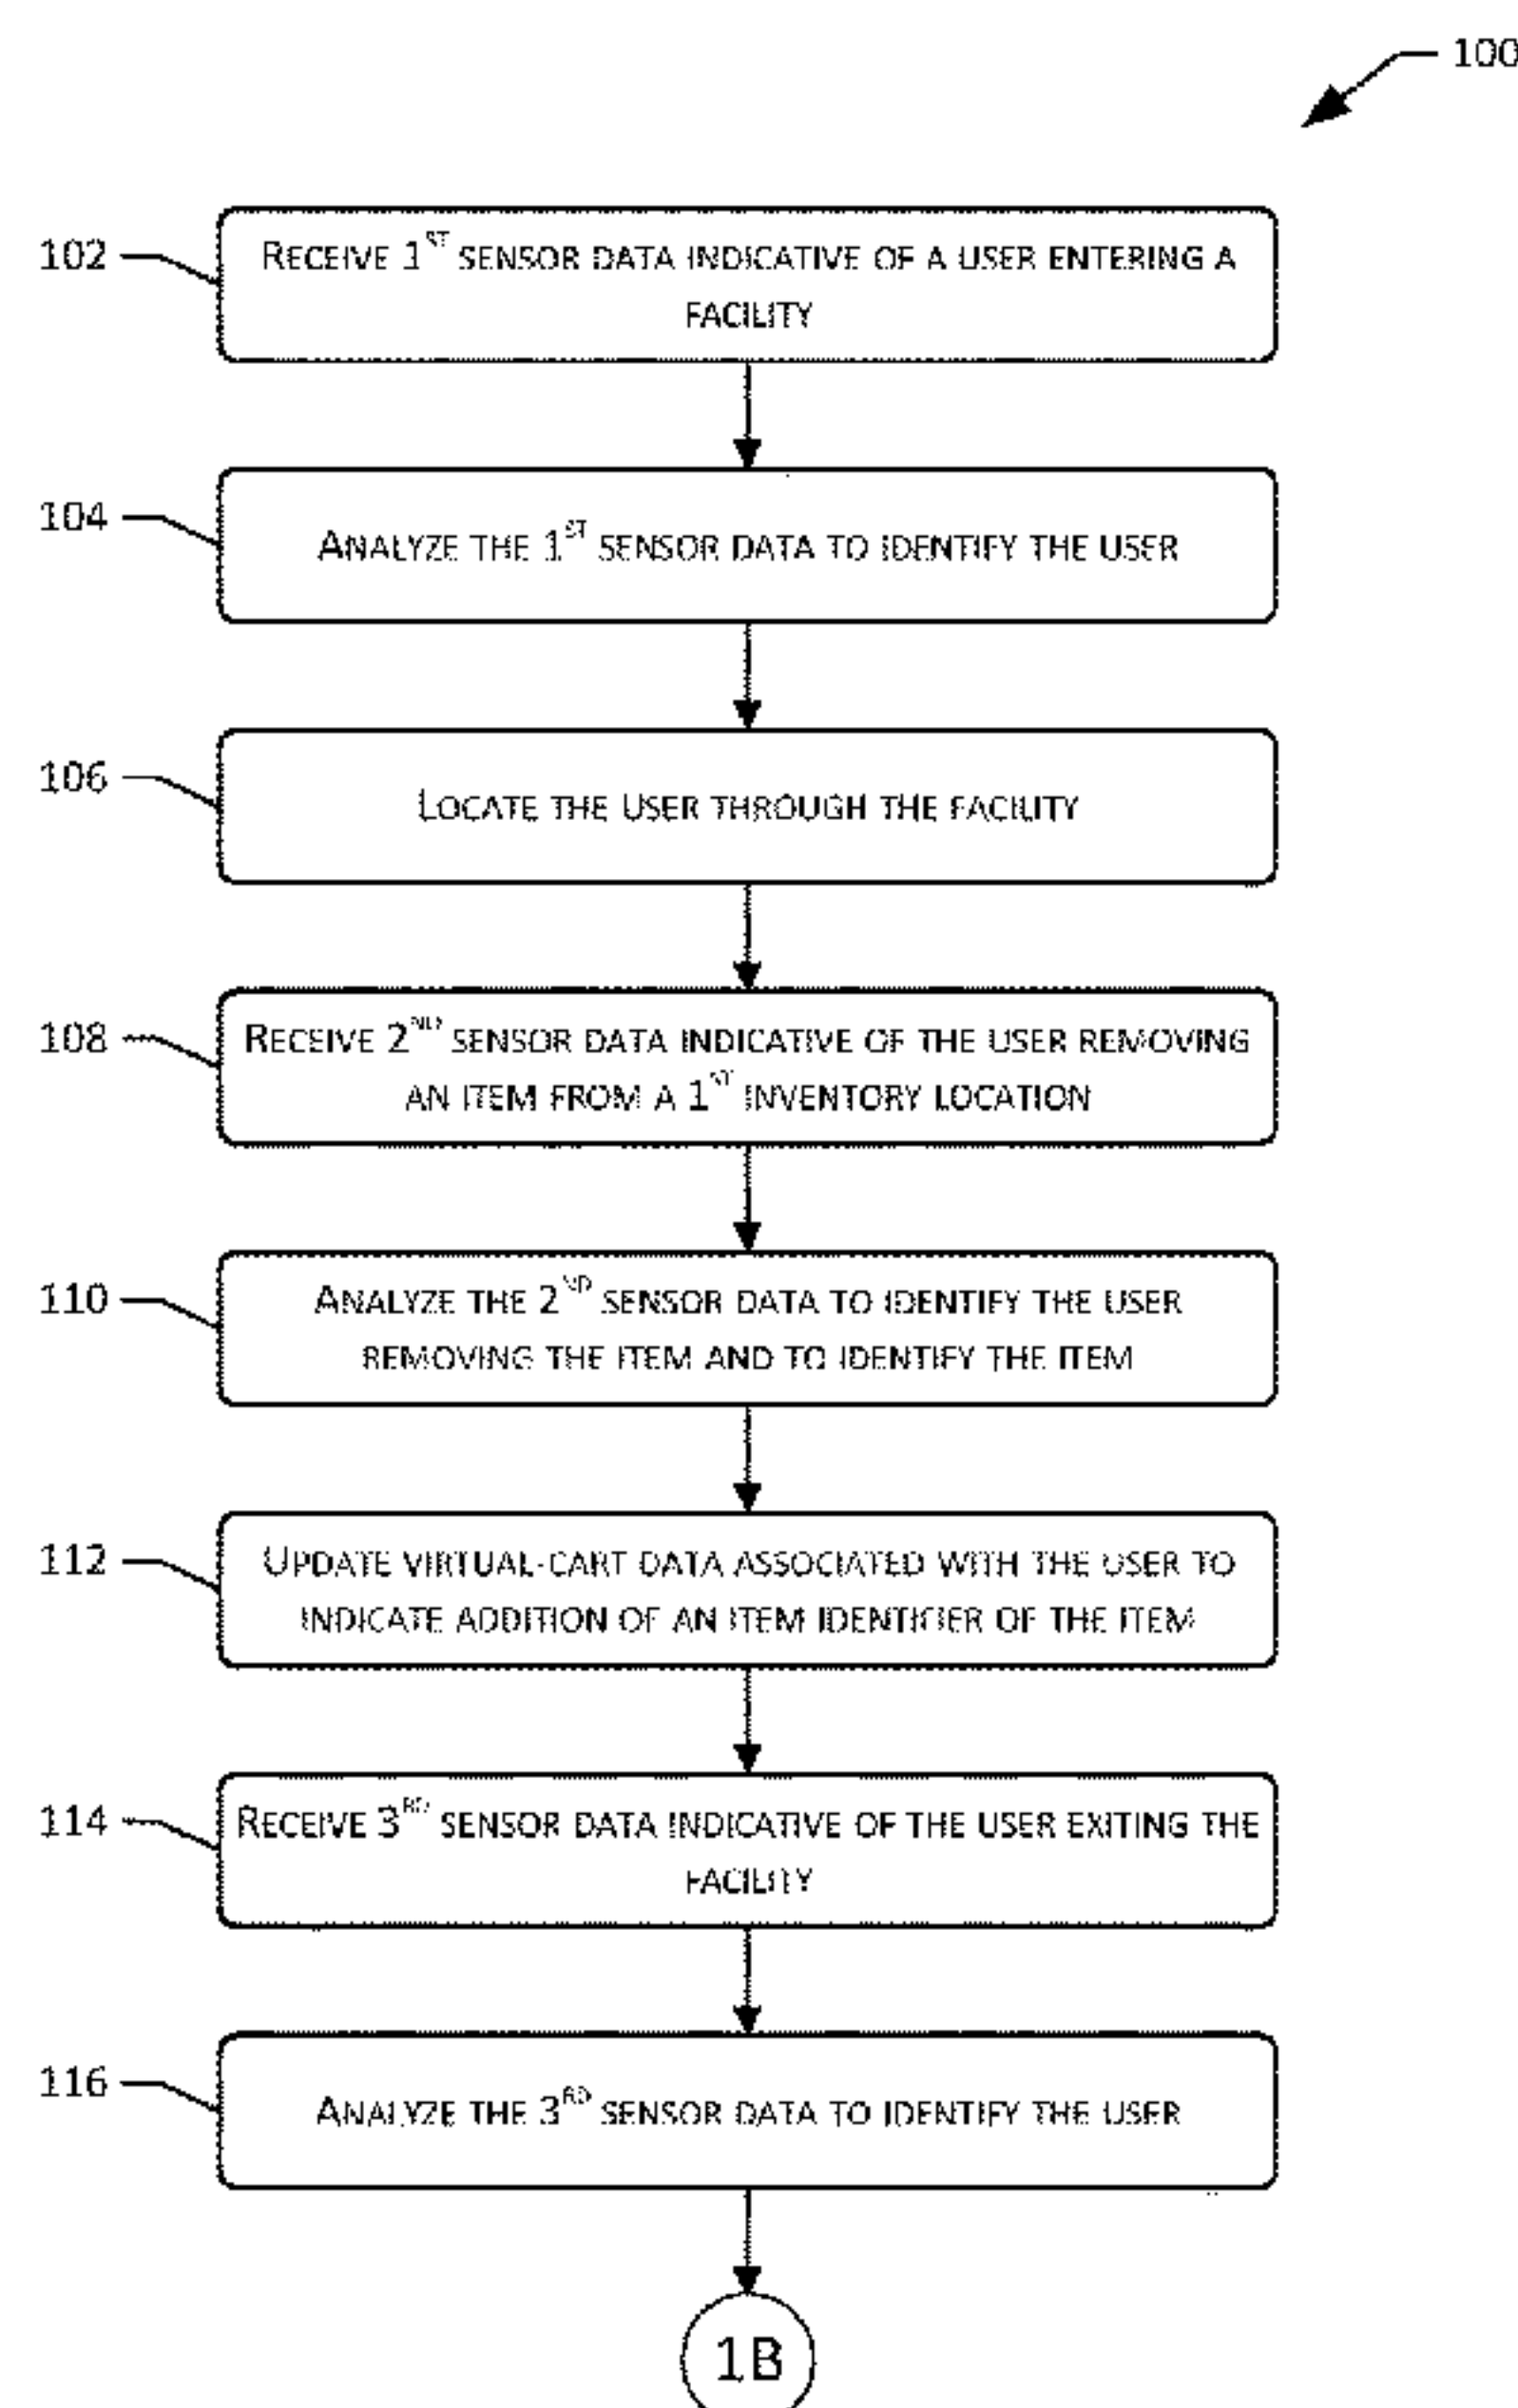 100
102
RECEIVE 1ST SENSOR DATA INDICATIVE OF A USER ENTERING A
FACILITY
104
ANALYZE THE 1ST SENSOR DATA TO IDENTIFY THE USER
106
LOCATE THE USER THROUGH THE FACILITY
108
RECEIVE 2ND SENSOR DATA INDICATIVE OF THE USER REMOVING
AN ITEM FROM A 1ST INVENTORY LOCATION
110
ANALYZE THE 2ND SENSOR DATA TO IDENTIFY THE USER
REMOVING THE ITEM AND TO IDENTIFY THE ITEM
112
UPDATE VIRTUAL-CART DATA ASSOCIATED WITH THE USER TO
INDICATE ADDITION OF AN ITEM IDENTIFIER OF THE ITEM
114
RECEIVE 3RD SENSOR DATA INDICATIVE OF THE USER EXITING THE
FACILITY
116
ANALYZE THE 3RD SENSOR DATA TO IDENTIFY THE USER
1B